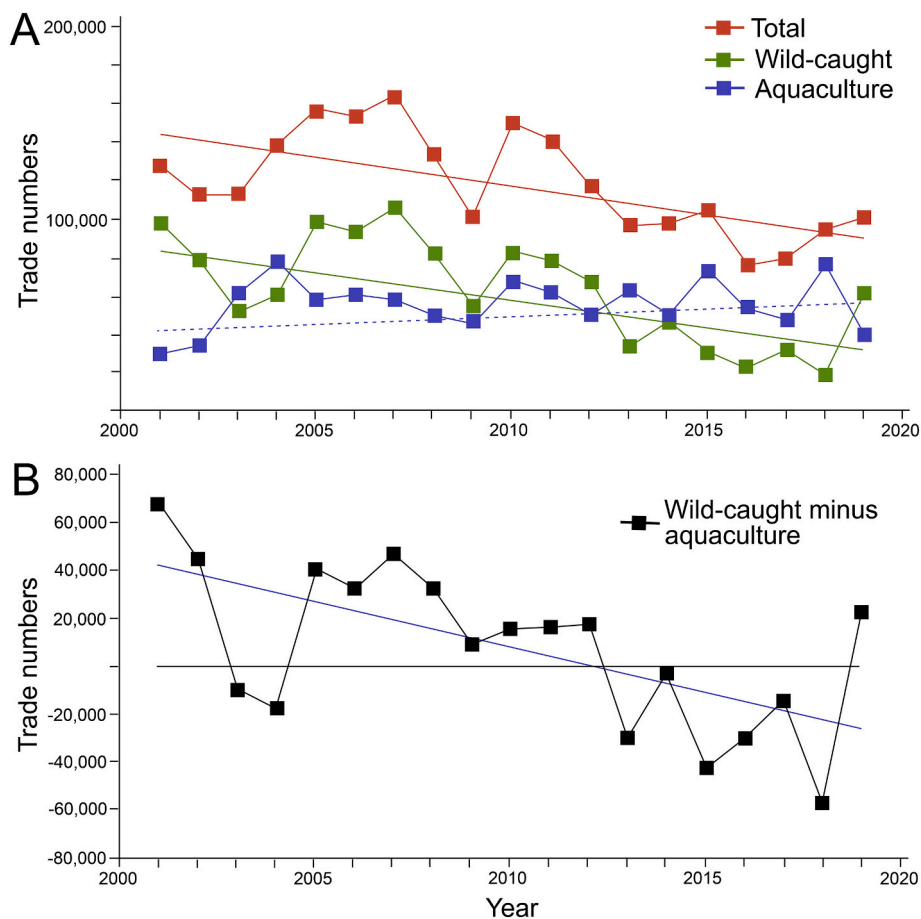 A
200,000
100,000
Trade numbers
Total
Wild-caught
Aquaculture
2000
2005
2010
2015
2020
B
80,000
60,000
40,000
20,000
-20,000
-40,000
-60,000
-80,000
Trade numbers
Wild-caught minus
aquaculture
2000
2005
2010
2015
2020
Year